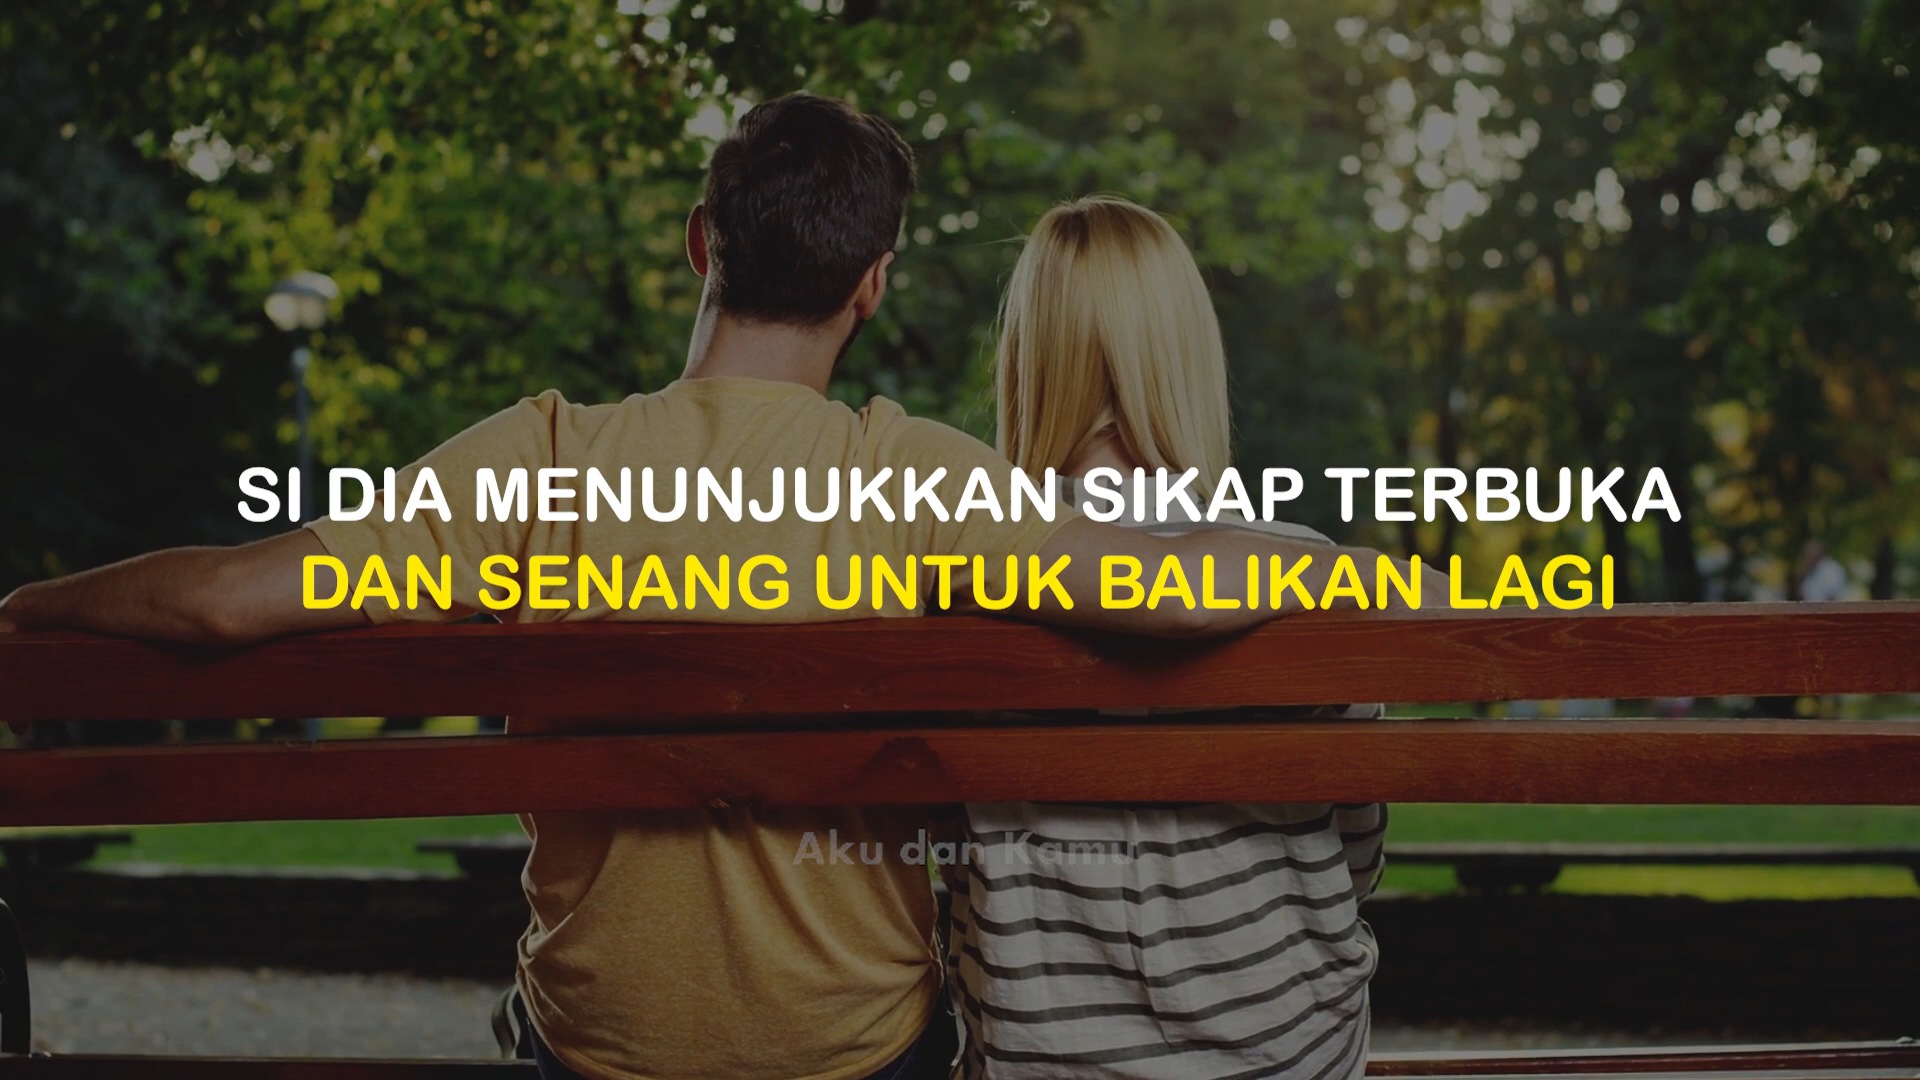 SI DIA MENUNJUKKAN SIKAP TERBUKA
DAN SENANG UNTUK BALIKAN LAGI
Aku dan Kamu